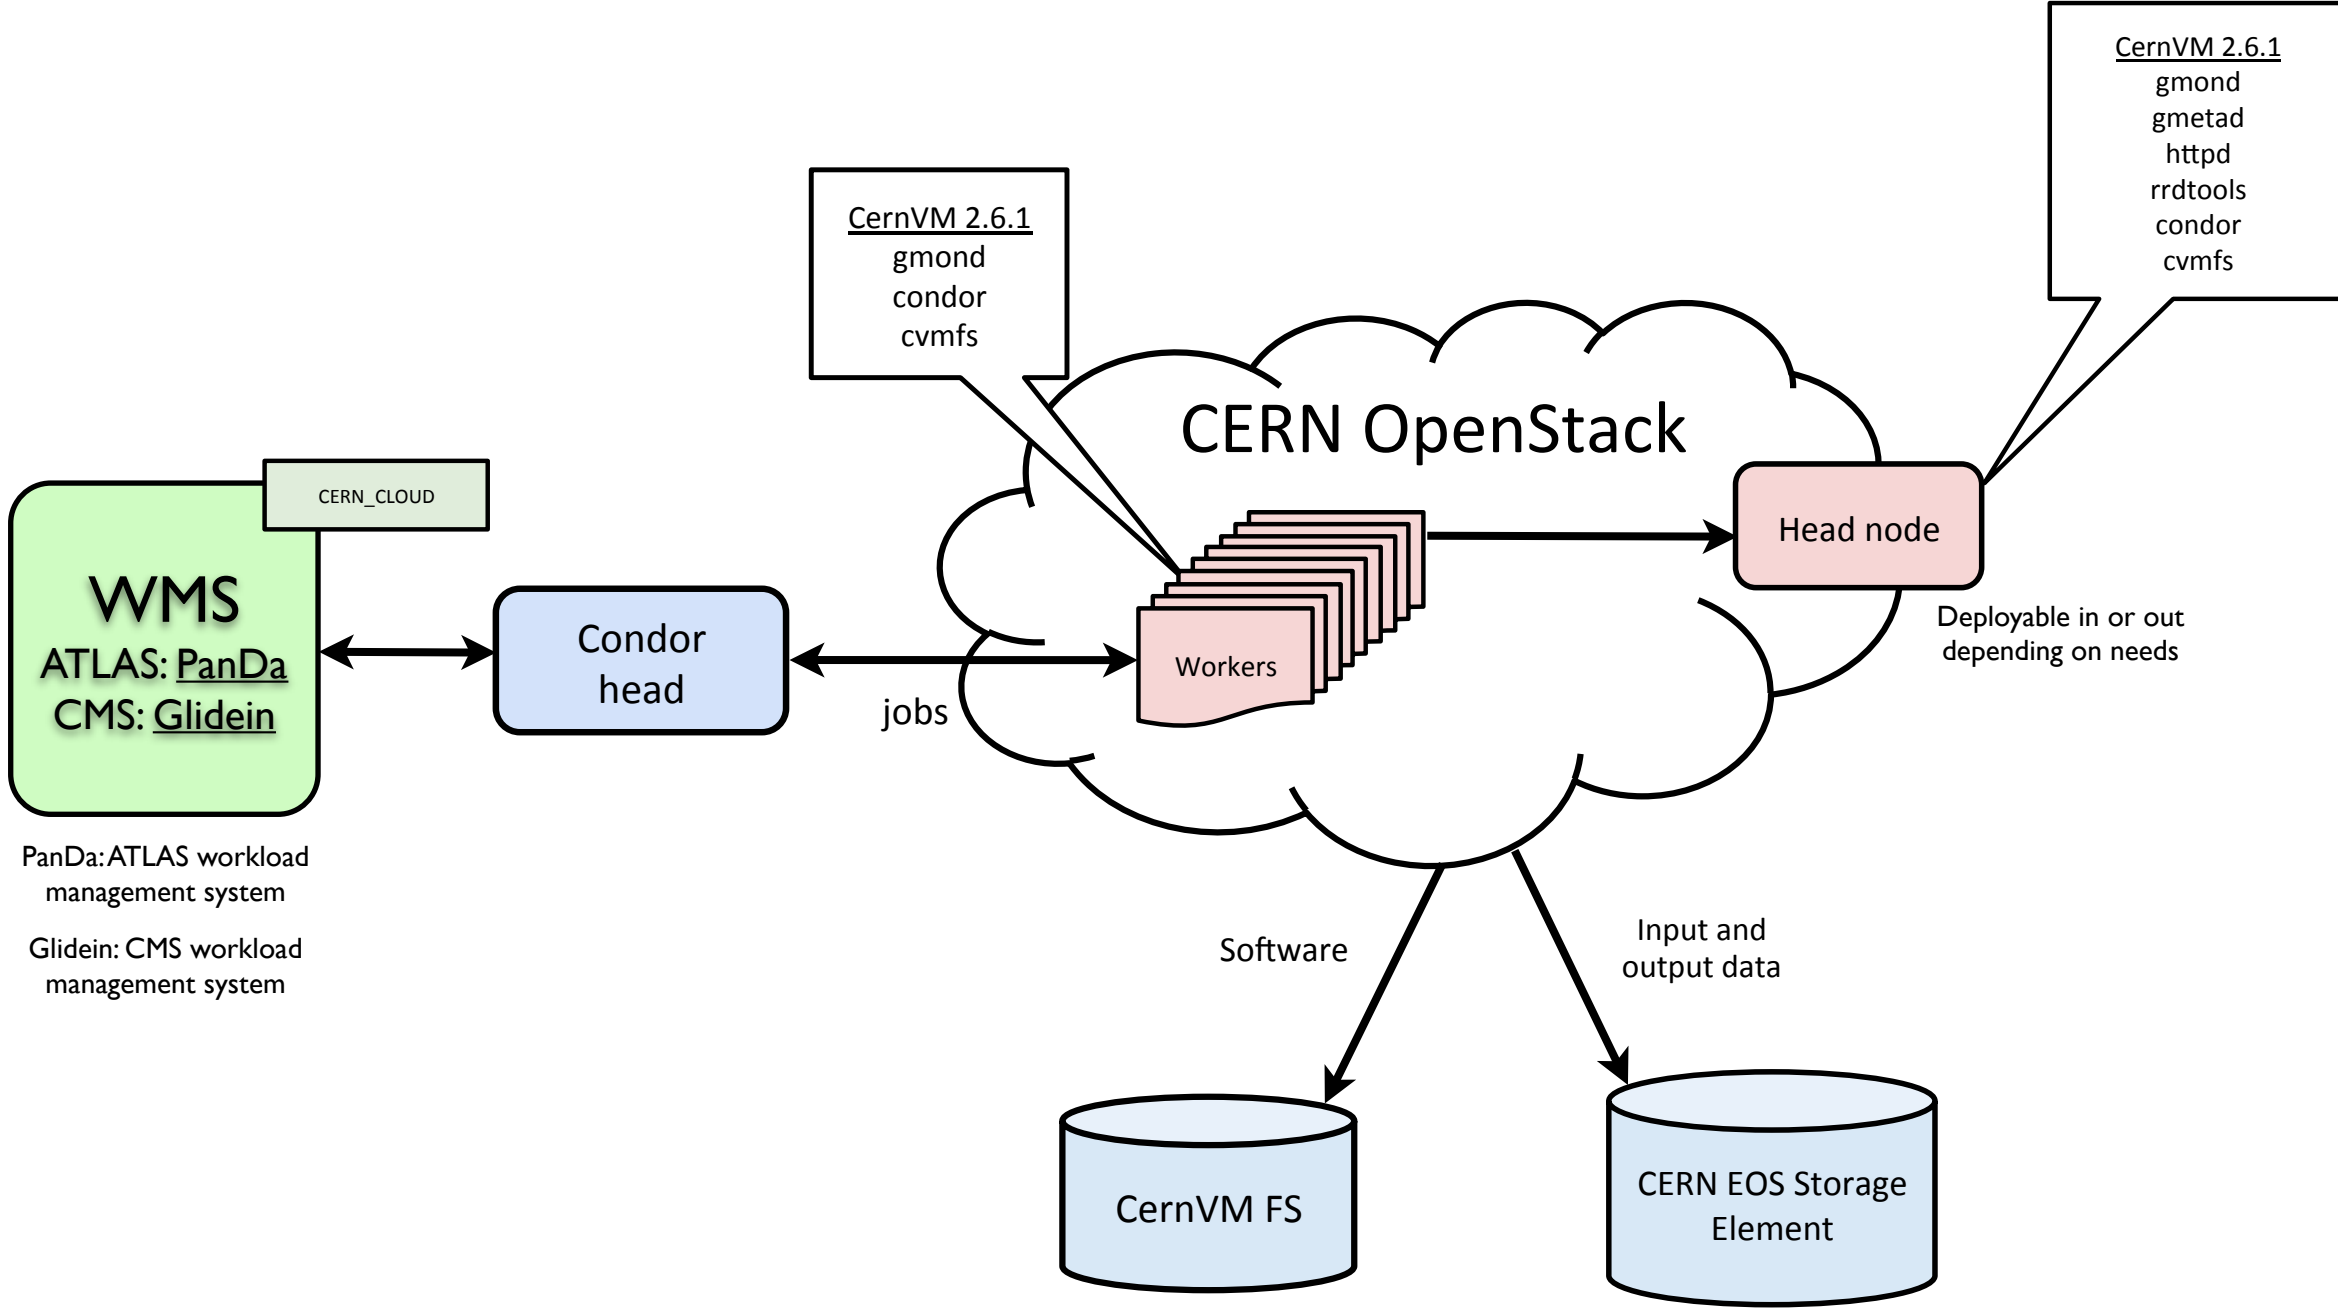 CernVM 2.6.1
gmond
gmetad
httpd
rrdtools
condor
cvmfs
CernVM 2.6.1
gmond
condor
cvmfs
CERN OpenStack
CERN_CLOUD
WMS
ATLAS: PanDa
CMS: Glidein
Condor
head
jobs
Workers
Head node
Deployable in or out
depending on needs
PanDa: ATLAS workload
management system
Glidein: CMS workload
management system
Software
Input and
output data
CernVM FS
CERN EOS Storage
Element